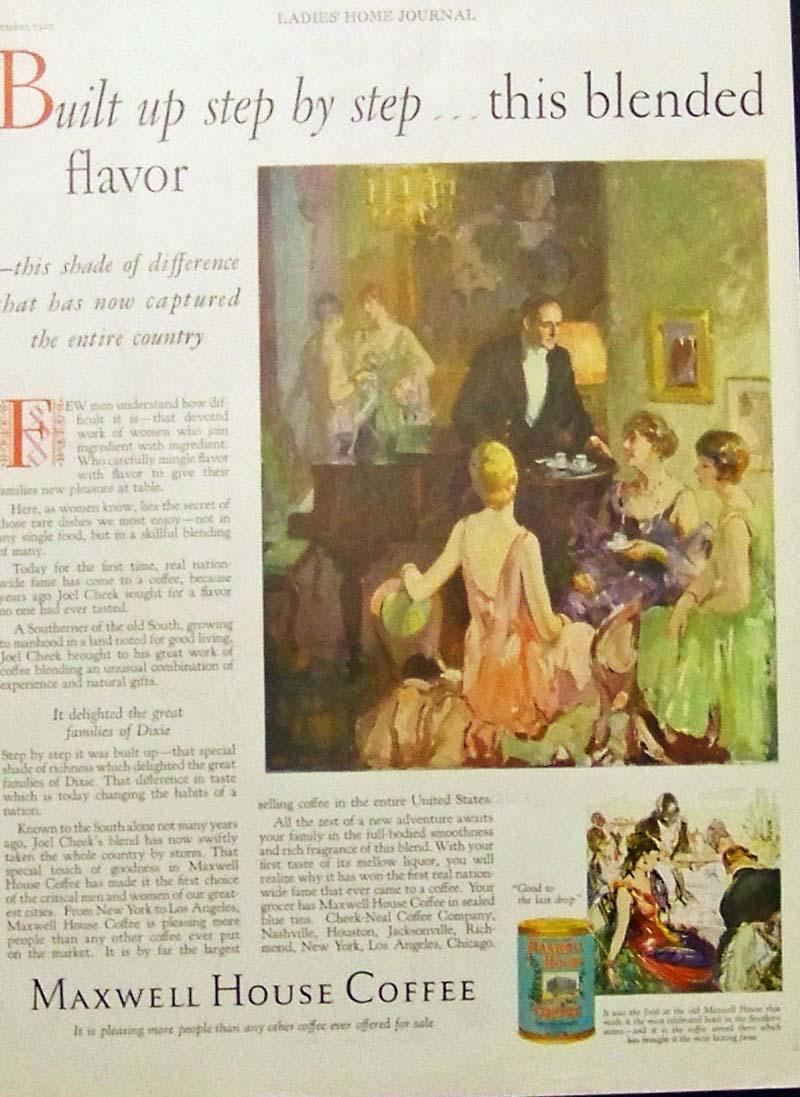 LADIES' HOME JOURNAL
Built up step by step ... this blended
flavor
—this shade of difference
that has now captured
the entire country
FEW men understand how dif-
ficult it is—that devoted
work of women who join
ingredient with ingredient.
Who carefully mingle flavor
with flavor to give their
families new pleasure at table.
Here, as women know, lies the secret of
those rare dishes we most enjoy—not in
any single food, but in a skillful blending
of many.
Today for the first time, real nation-
wide fame has come to a coffee, because
years ago Joel Cheek sought for a flavor
no one had ever tasted.
A Southerner of the old South, growing
to manhood in a land noted for good living,
Joel Cheek brought to his great work of
coffee blending an unusual combination of
experience and natural gifts.
It delighted the great
families of Dixie
Step by step it was built up—that special
shade of richness which delighted the great
families of Dixie. That difference in taste
which is today changing the habits of a
nation.
Known to the South alone not many years
ago, Joel Cheek's blend has now swiftly
taken the whole country by storm. That
special touch of goodness in Maxwell
House Coffee has made it the first choice
of the critical men and women of our great-
est cities. From New York to Los Angeles,
Maxwell House Coffee is pleasing more
people than any other coffee ever put
on the market. It is by far the largest
selling coffee in the entire United States.
All the zest of a new adventure awaits
your family in the full-bodied smoothness
and rich fragrance of this blend. With your
first taste of its mellow liquor, you will
realize why it has won the first real nation-
wide fame that ever came to a coffee. Your
grocer has Maxwell House Coffee in sealed
blue tins. Cheek-Neal Coffee Company,
Nashville, Houston, Jacksonville, Rich-
mond, New York, Los Angeles, Chicago.
"Good to
the last drop"
MAXWELL
HOUSE
COFFEE
It was the food at the old Maxwell House that
made it the most celebrated hotel in the Southern
states—and it is the coffee served there which
has brought it the most lasting fame
MAXWELL HOUSE COFFEE
It is pleasing more people than any other coffee ever offered for sale